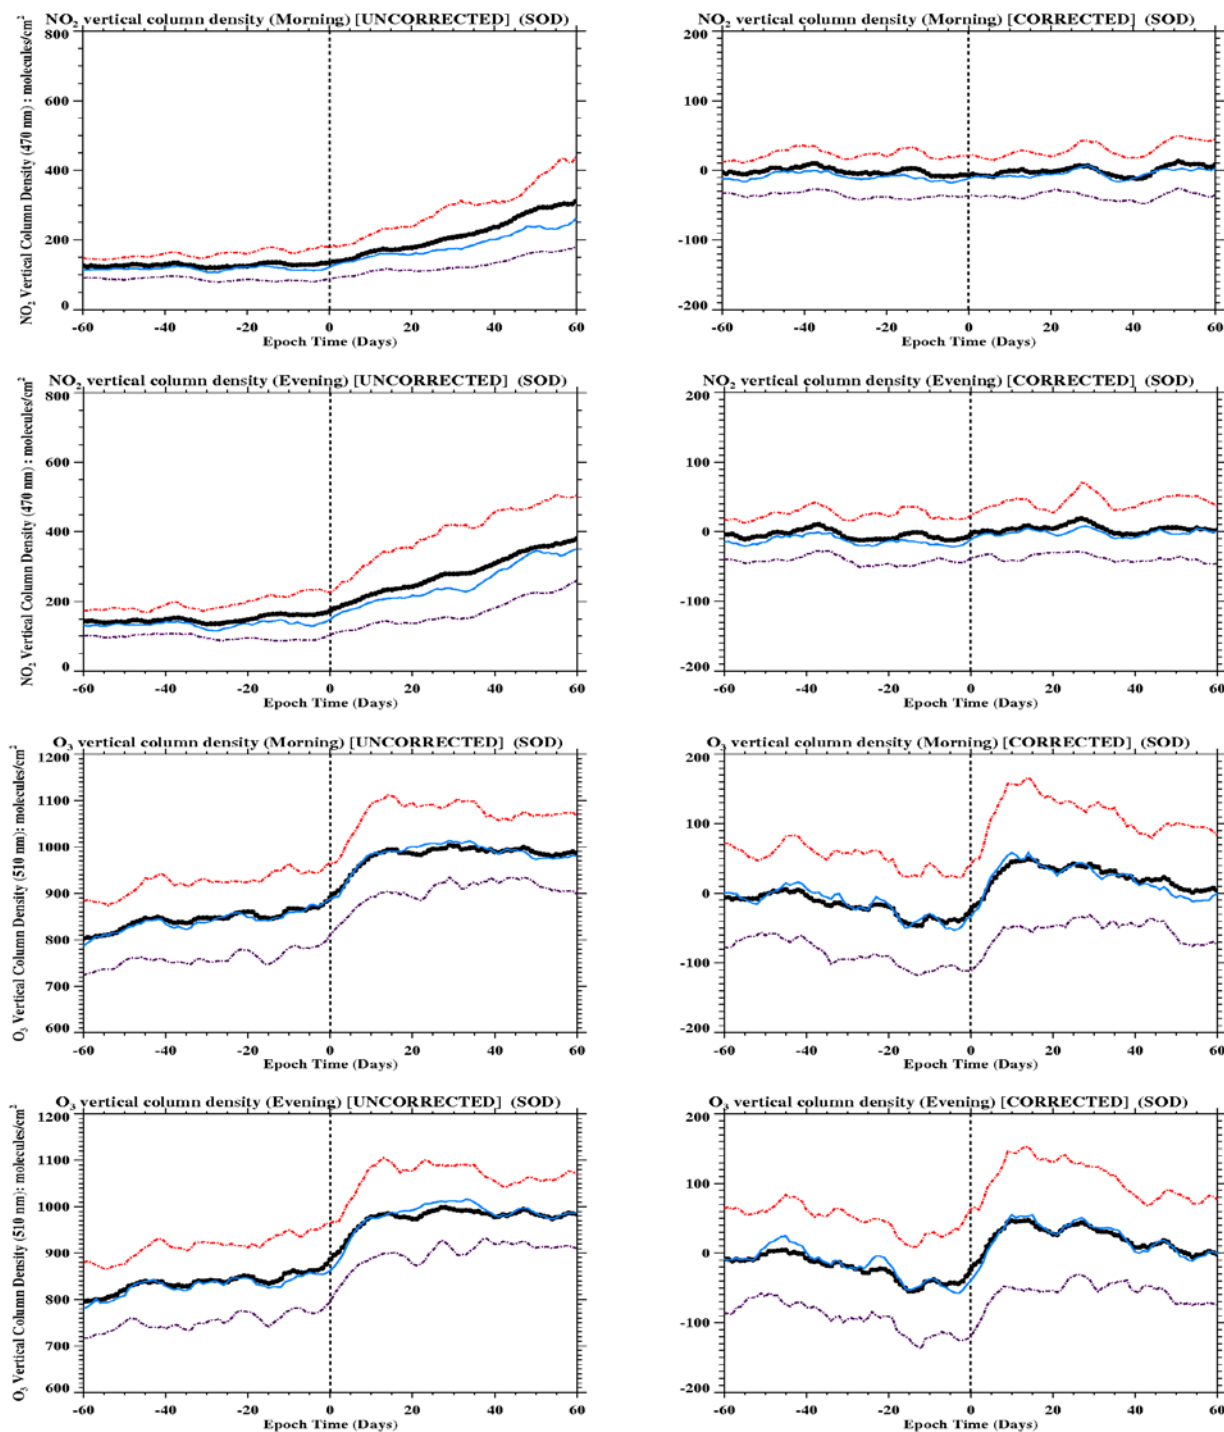 NO₂ vertical column density (Morning) [UNCORRECTED] (SOD)
NO₂ Vertical Column Density (470 nm) : molecules/cm²
800
600
400
200
0
-60 -40 -20 0 20 40 60
Epoch Time (Days)
NO₂ vertical column density (Morning) [CORRECTED] (SOD)
200
100
0
-100
-200
-60 -40 -20 0 20 40 60
Epoch Time (Days)
NO₂ vertical column density (Evening) [UNCORRECTED] (SOD)
NO₂ Vertical Column Density (470 nm) : molecules/cm²
800
600
400
200
0
-60 -40 -20 0 20 40 60
Epoch Time (Days)
NO₂ vertical column density (Evening) [CORRECTED] (SOD)
200
100
0
-100
-200
-60 -40 -20 0 20 40 60
Epoch Time (Days)
O₃ vertical column density (Morning) [UNCORRECTED] (SOD)
O₃ Vertical Column Density (510 nm): molecules/cm²
1200
1100
1000
900
800
700
600
-60 -40 -20 0 20 40 60
Epoch Time (Days)
O₃ vertical column density (Morning) [CORRECTED] (SOD)
200
100
0
-100
-200
-60 -40 -20 0 20 40 60
Epoch Time (Days)
O₃ vertical column density (Evening) [UNCORRECTED] (SOD)
O₃ Vertical Column Density (510 nm): molecules/cm²
1200
1100
1000
900
800
700
600
-60 -40 -20 0 20 40 60
Epoch Time (Days)
O₃ vertical column density (Evening) [CORRECTED] (SOD)
200
100
0
-100
-200
-60 -40 -20 0 20 40 60
Epoch Time (Days)